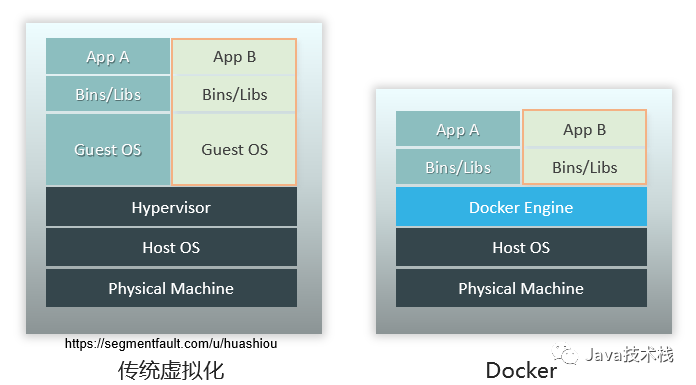 App A
App B
Bins/Libs
Bins/Libs
Guest OS
Guest OS
Hypervisor
Host OS
Physical Machine
https://segmentfault.com/u/huashiou
传统虚拟化
App A
App B
Bins/Libs
Bins/Libs
Docker Engine
Host OS
Physical Machine
Java技术栈
Docker